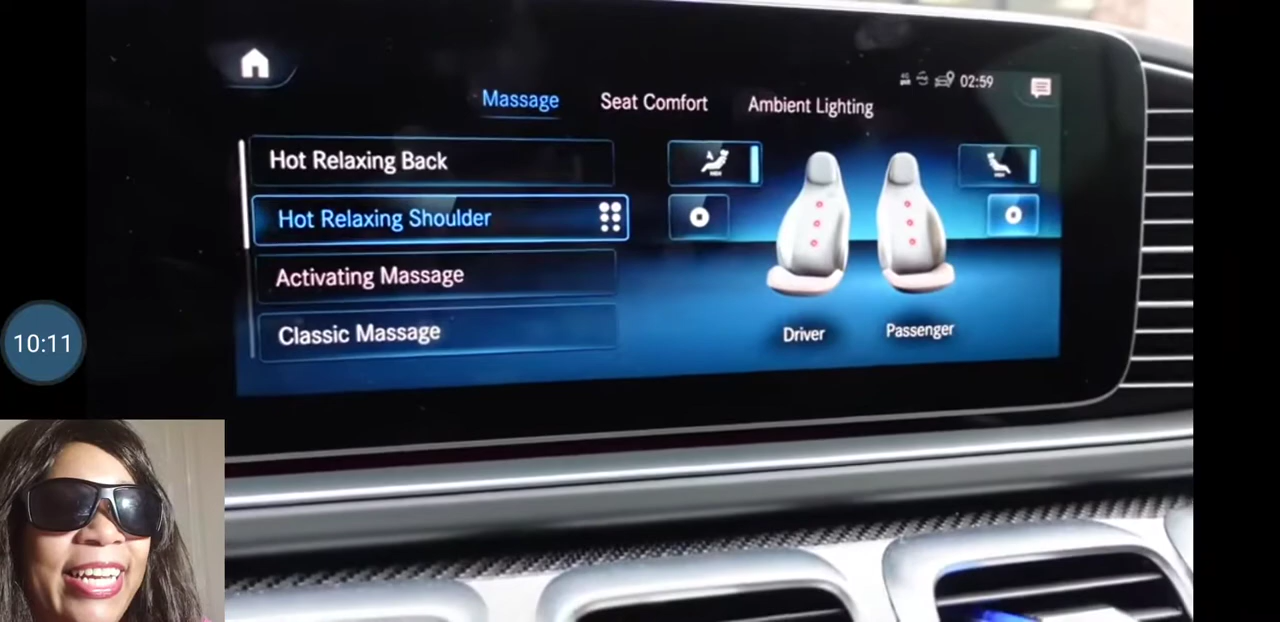 02:59
Massage Seat Comfort Ambient Lighting
Hot Relaxing Back
Hot Relaxing Shoulder
Activating Massage
Classic Massage
Driver Passenger
10:11